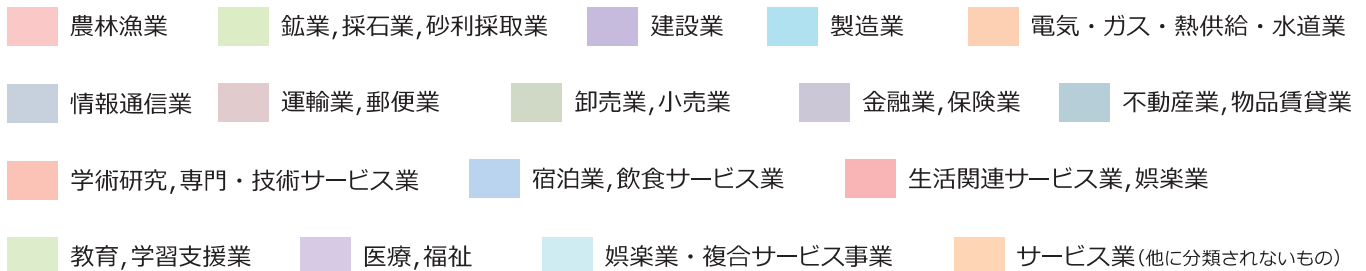 農林漁業 鉱業,採石業,砂利採取業 建設業 製造業 電気・ガス・熱供給・水道業
情報通信業 運輸業,郵便業 卸売業,小売業 金融業,保険業 不動産業,物品賃貸業
学術研究,専門・技術サービス業 宿泊業,飲食サービス業 生活関連サービス業,娯楽業
教育,学習支援業 医療,福祉 娯楽業・複合サービス事業 サービス業(他に分類されないもの)